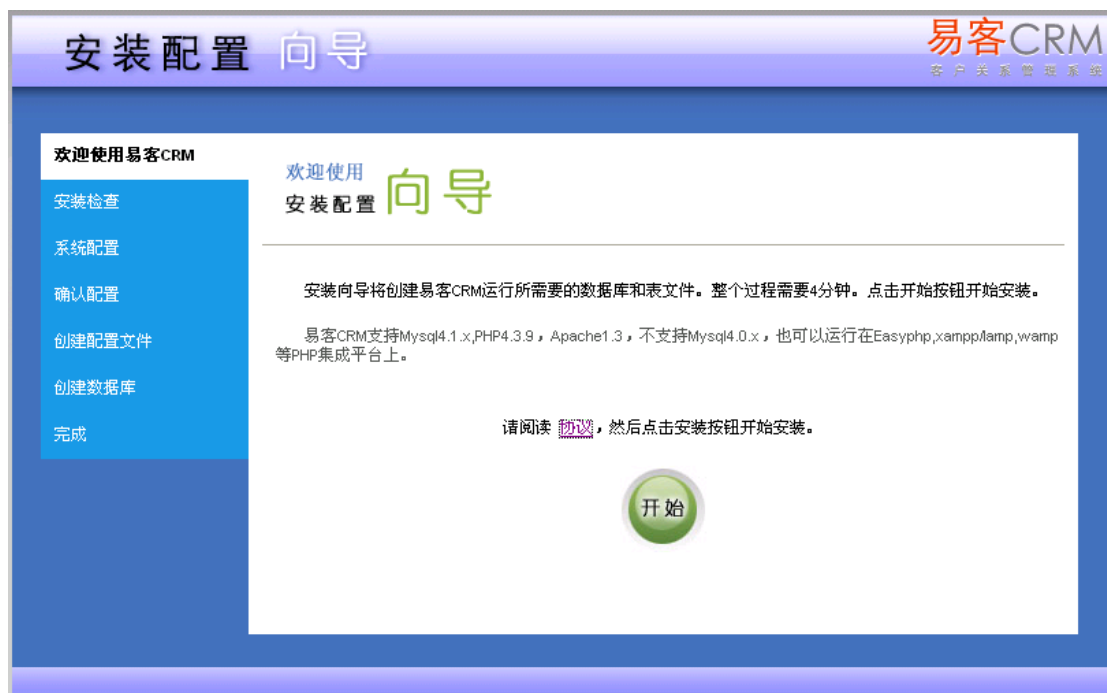 安装配置 向导
易客CRM
客户关系管理系统
欢迎使用易客CRM
安装检查
系统配置
确认配置
创建配置文件
创建数据库
完成
欢迎使用
安装配置 向导
安装向导将创建易客CRM运行所需要的数据库和表文件。整个过程需要4分钟。点击开始按钮开始安装。
易客CRM支持Mysql4.1.x,PHP4.3.9，Apache1.3，不支持Mysql4.0.x，也可以运行在Easyphp,xampp/lamp,wamp
等PHP集成平台上。
请阅读 协议，然后点击安装按钮开始安装。
开始